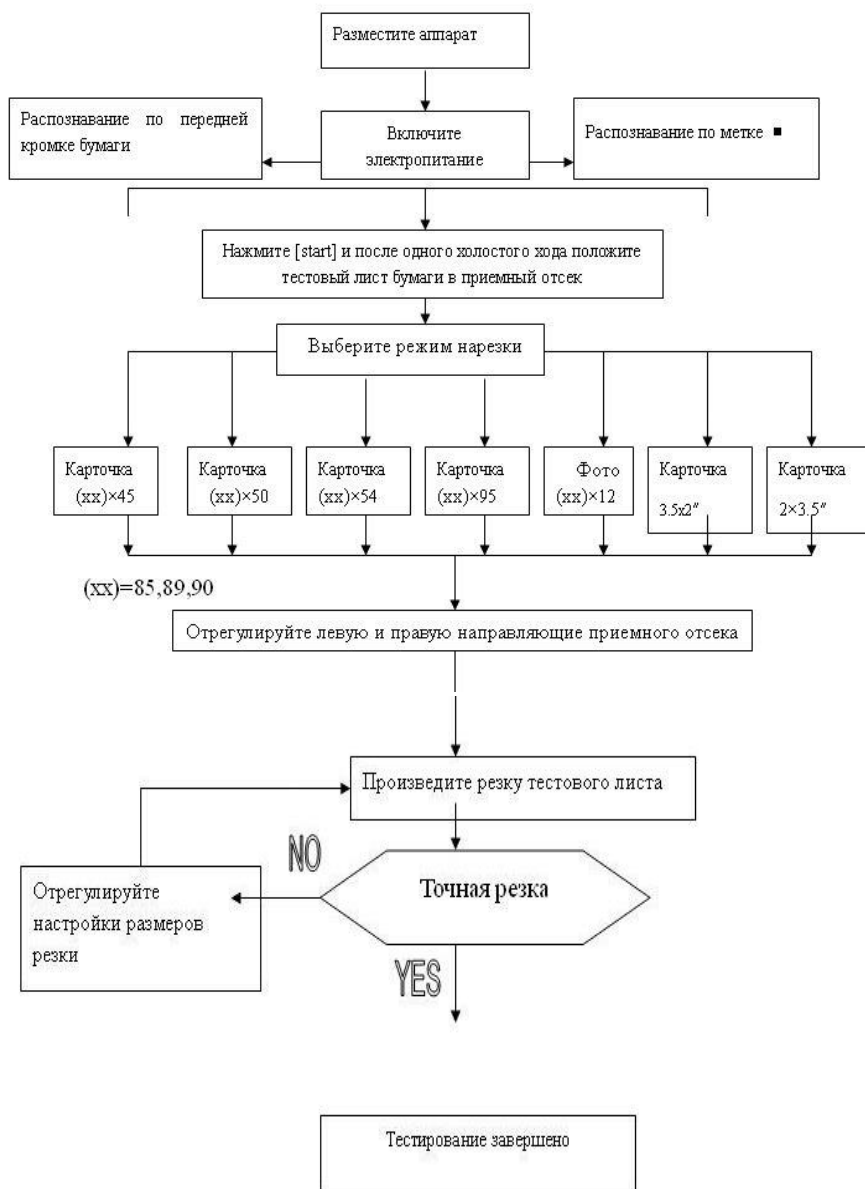 Разместите аппарат
Распознавание по передней
кромке бумаги
Включите
электропитание
Распознавание по метке ■
Нажмите [start] и после одного холостого хода положите
тестовый лист бумаги в приемный отсек
Выберите режим нарезки
Карточка
(xx)×45
Карточка
(xx)×50
Карточка
(xx)×54
Карточка
(xx)×95
Фото
(xx)×12
Карточка
3.5x2″
Карточка
2×3.5″
(xx)=85,89,90
Отрегулируйте левую и правую направляющие приемного отсека
Произведите резку тестового листа
NO
Точная резка
Отрегулируйте
настройки размеров
резки
YES
Тестирование завершено